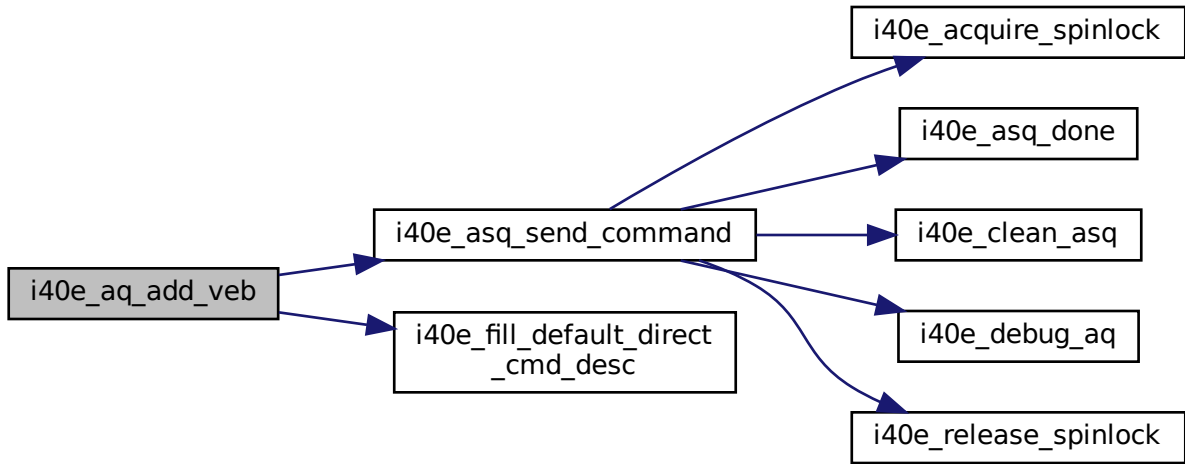 i40e_acquire_spinlock
i40e_asq_done
i40e_asq_send_command
i40e_clean_asq
i40e_aq_add_veb
i40e_fill_default_direct
_cmd_desc
i40e_debug_aq
i40e_release_spinlock